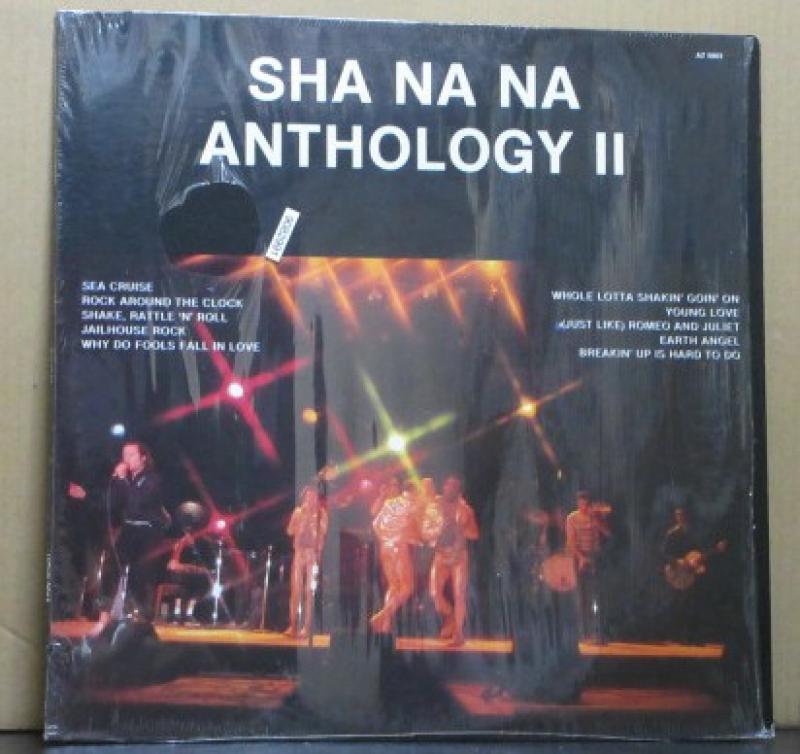 SHA NA NA
ANTHOLOGY II
SEA CRUISE
ROCK AROUND THE CLOCK
SHAKE, RATTLE 'N' ROLL
JAILHOUSE ROCK
WHY DO FOOLS FALL IN LOVE
WHOLE LOTTA SHAKIN' GOIN' ON
YOUNG LOVE
(JUST LIKE) ROMEO AND JULIET
EARTH ANGEL
BREAKIN' UP IS HARD TO DO